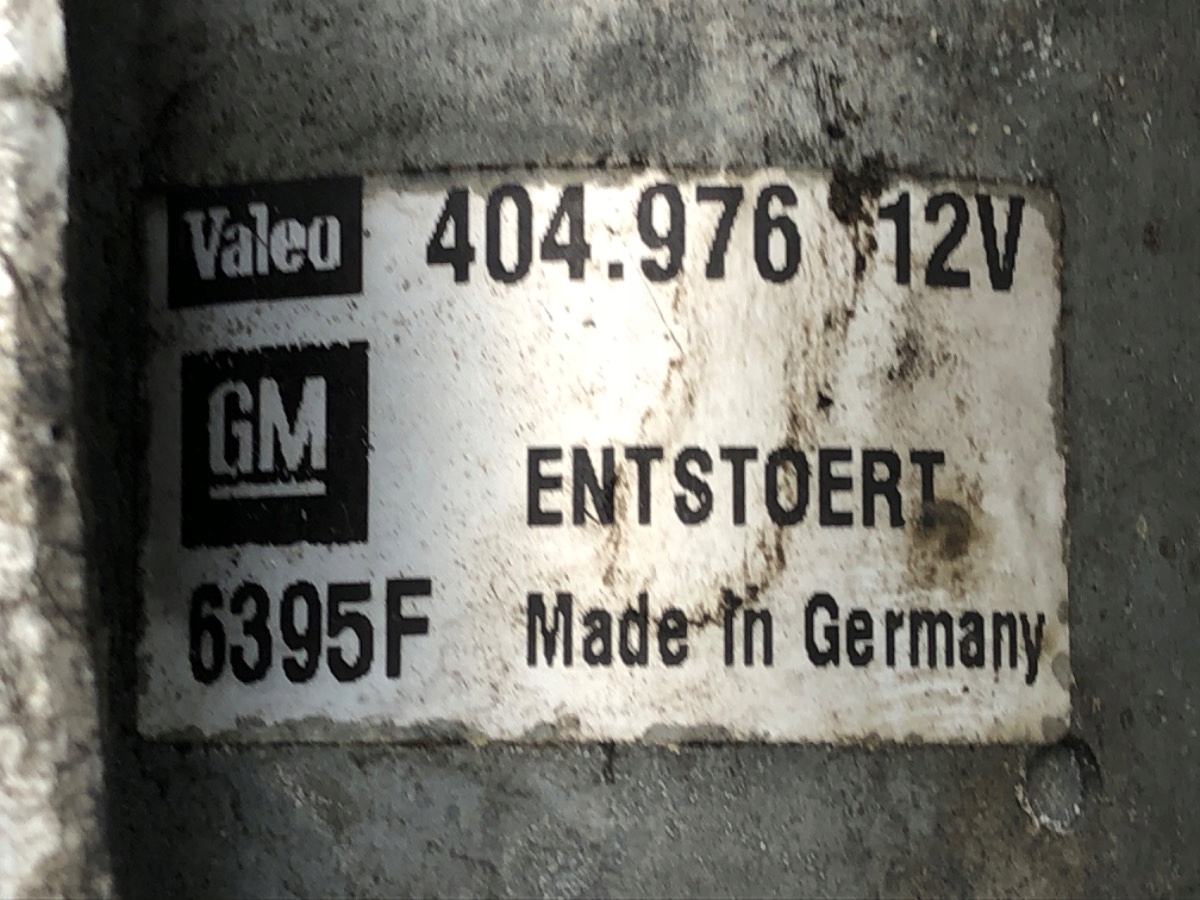 Valeo 404.976 12V
GM
ENTSTOERT
6395F Made in Germany